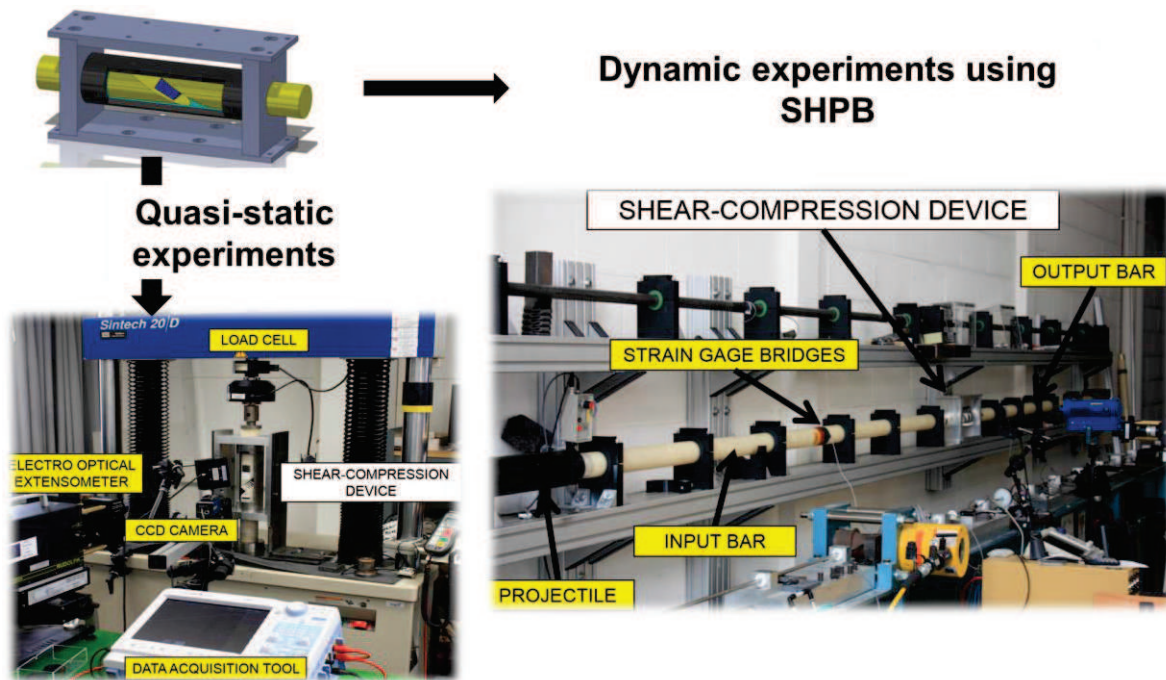 Dynamic experiments using
SHPB
Quasi-static
experiments
SHEAR-COMPRESSION DEVICE
OUTPUT BAR
STRAIN GAGE BRIDGES
INPUT BAR
PROJECTILE
Sintech 20/D
LOAD CELL
ELECTRO OPTICAL
EXTENSOMETER
SHEAR-COMPRESSION
DEVICE
CCD CAMERA
DATA ACQUISITION TOOL